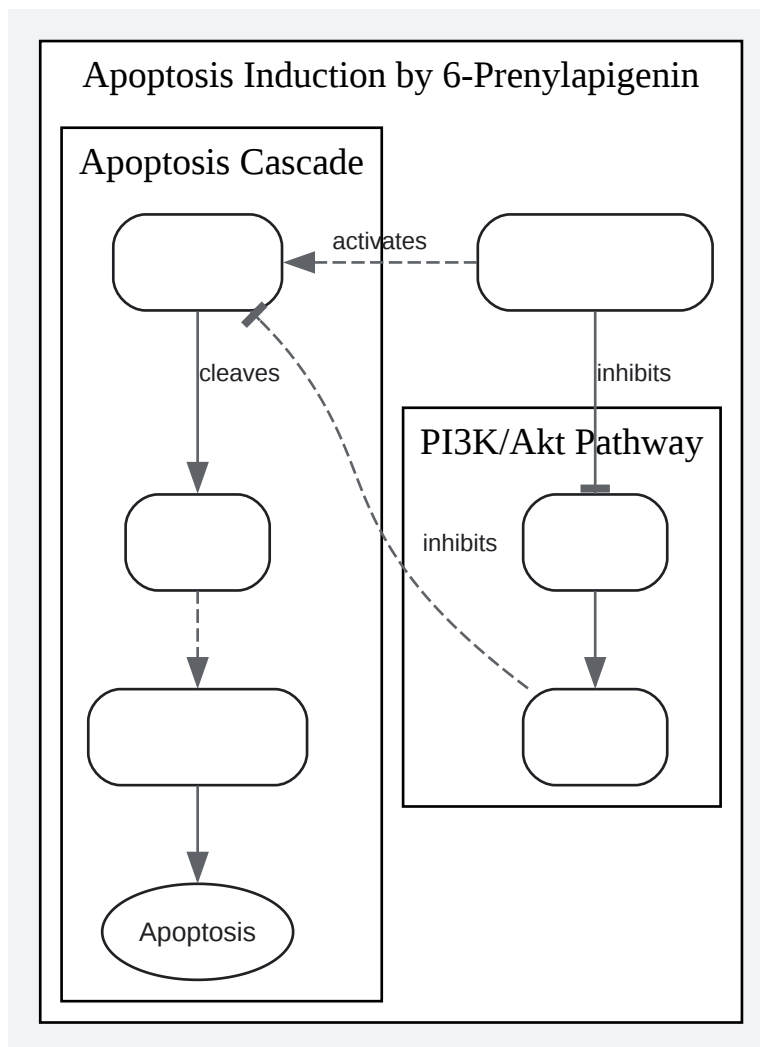 Apoptosis Induction by 6-Prenylapigenin
Apoptosis Cascade
activates
cleaves
inhibits
PI3K/Akt Pathway
inhibits
Apoptosis